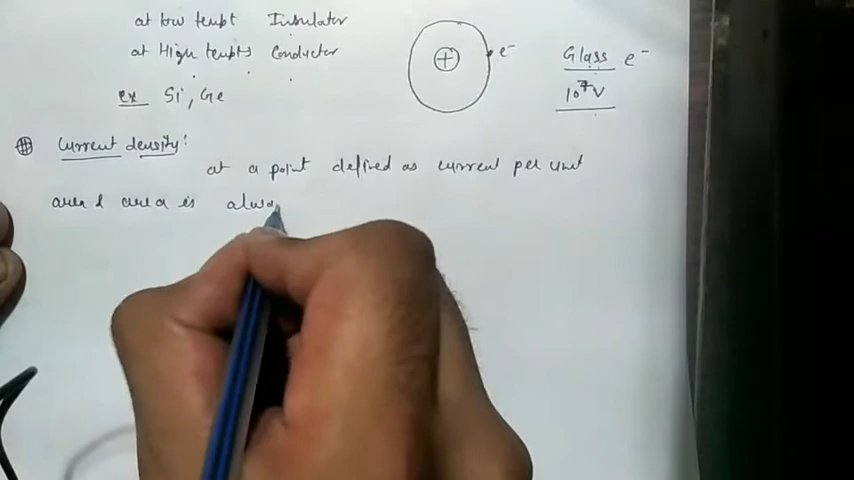 at low tempt Insulator
at High tempts Conductor
ex Si, Ge
+ e-
Glass e-
10⁷V
Current density:
at a point defined as current per unit
area & area is alwa